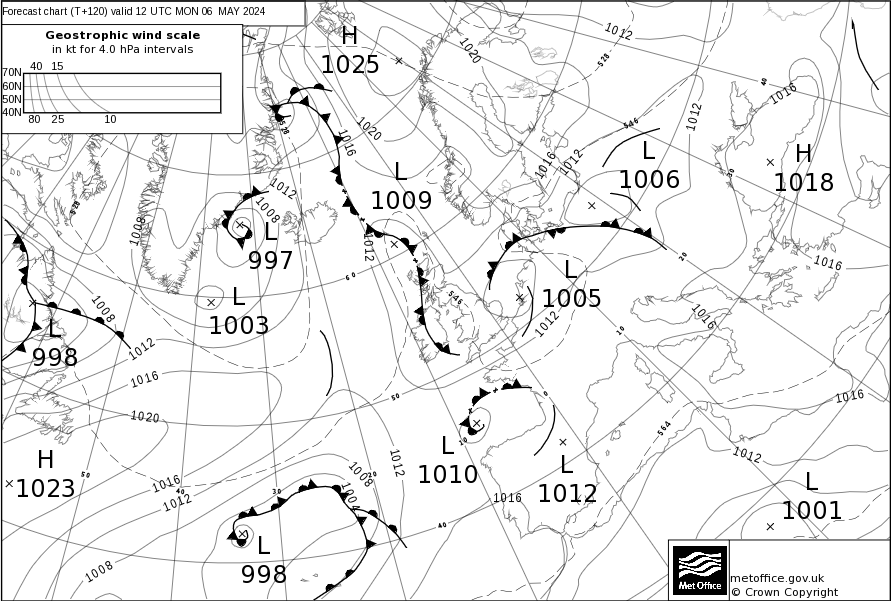 Forecast chart (T+120) valid 12 UTC MON 06 MAY 2024
Geostrophic wind scale
in kt for 4.0 hPa intervals
40 15
70N
60N
50N
40N
80 25 10
H
1025
1020
1012
528
1016
1012
546
1020
1016
L
1009
1016
1012
L
1006
H
1018
40
30
528
528
1012
1008
1008
L
997
1012
60
20
1016
L
1003
L
1005
546
1012
10
1016
1008
L
998
1012
1016
1020
50
0
1016
564
10
L
1010
L
1012
1012
H
1023
50
1016
40
1012
30
1008
20
1004
1012
1016
40
L
1001
L
998
1008
Met Office
metoffice.gov.uk
© Crown Copyright